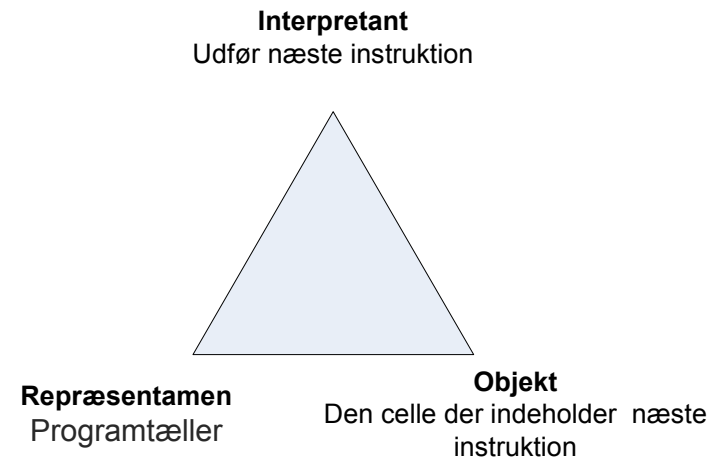 Interpretant
Udfør næste instruktion
Repræsentamen
Programtæller
Objekt
Den celle der indeholder næste
instruktion